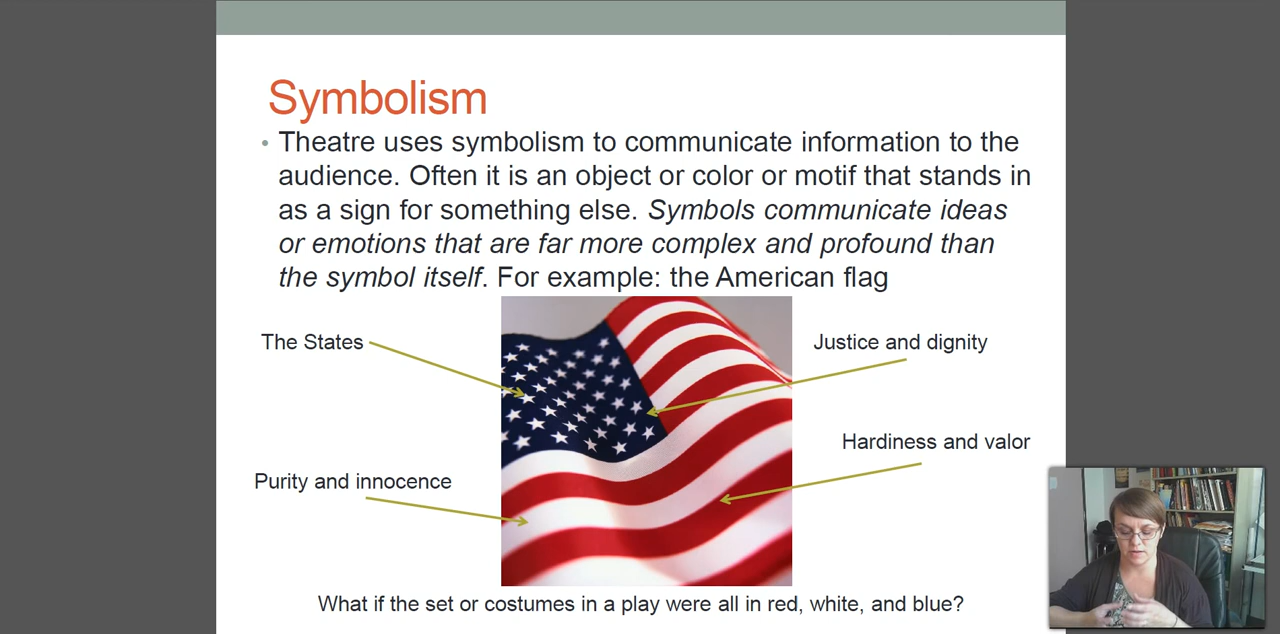 Symbolism
• Theatre uses symbolism to communicate information to the
audience. Often it is an object or color or motif that stands in
as a sign for something else. Symbols communicate ideas
or emotions that are far more complex and profound than
the symbol itself. For example: the American flag
The States
Justice and dignity
Hardiness and valor
Purity and innocence
What if the set or costumes in a play were all in red, white, and blue?